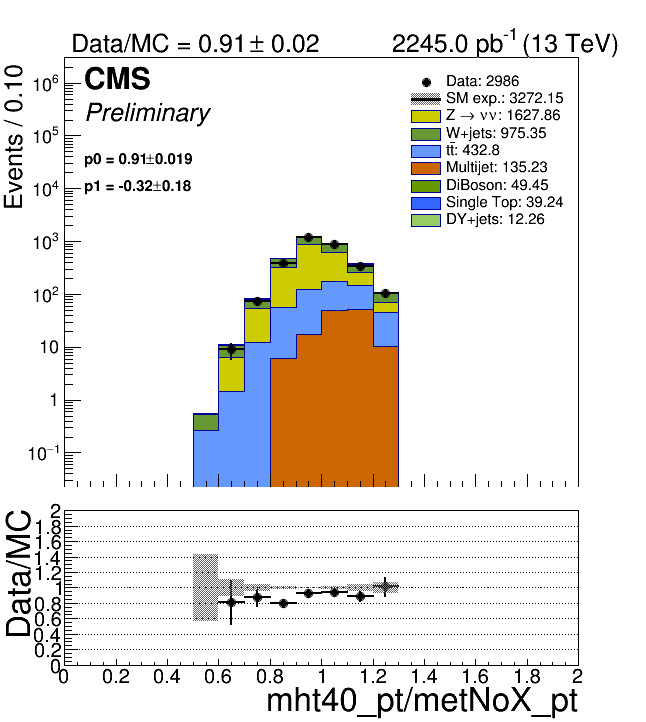 Data/MC = 0.91 ± 0.02
2245.0 pb⁻¹ (13 TeV)
Events / 0.10
10⁶
10⁵
10⁴
10³
10²
10
1
10⁻¹
CMS
Preliminary
p0 = 0.91±0.019
p1 = -0.32±0.18
Data: 2986
SM exp.: 3272.15
Z → νν: 1627.86
W+jets: 975.35
tt̄: 432.8
Multijet: 135.23
DiBoson: 49.45
Single Top: 39.24
DY+jets: 12.26
Data/MC
2
1.8
1.6
1.4
1.2
1
0.8
0.6
0.4
0.2
0
0 0.2 0.4 0.6 0.8 1 1.2 1.4 1.6 1.8 2
mht40_pt/metNoX_pt